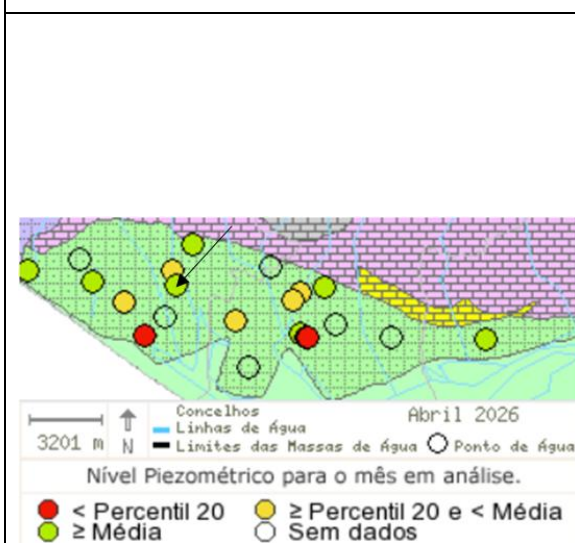 Concelhos
Abril 2026
Linhas de Água
3201 m
N
Limites das Massas de Água
Ponto de Água
Nível Piezométrico para o mês em análise.
< Percentil 20
≥ Percentil 20 e < Média
≥ Média
Sem dados